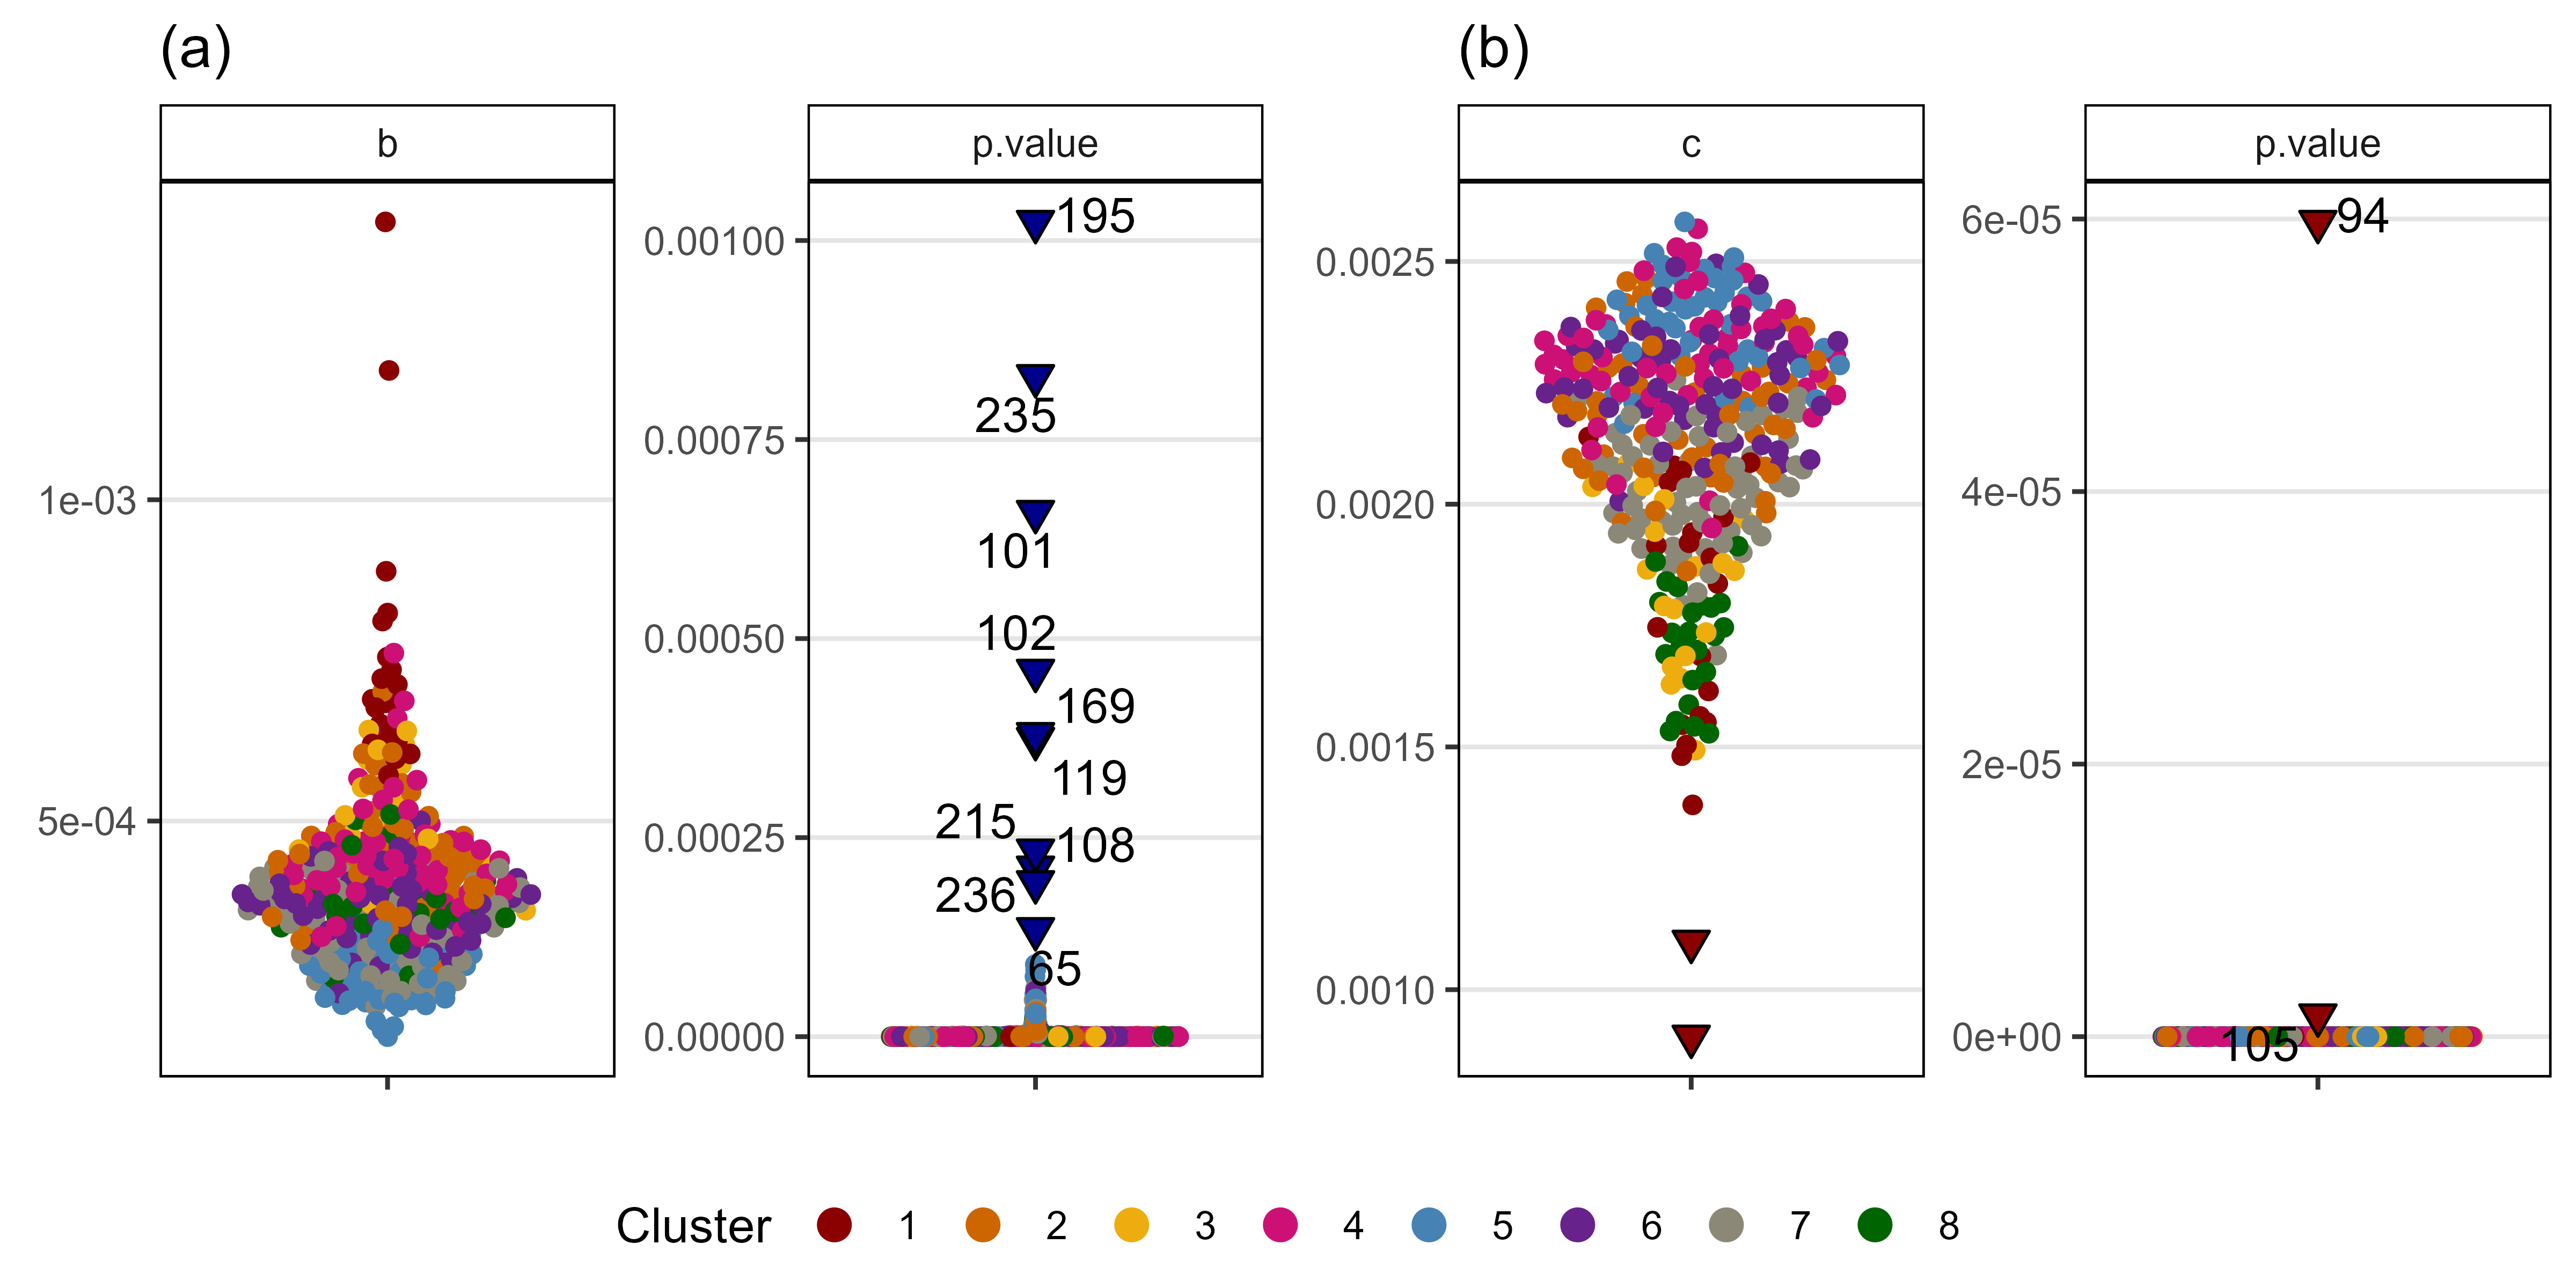 (a)
(b)
b
p.value
c
p.value
1e-03
5e-04
0.00100
0.00075
0.00050
0.00025
0.00000
195
235
101
102
169
119
215
108
236
65
0.0025
0.0020
0.0015
0.0010
6e-05
4e-05
2e-05
0e+00
94
105
Cluster 1 2 3 4 5 6 7 8